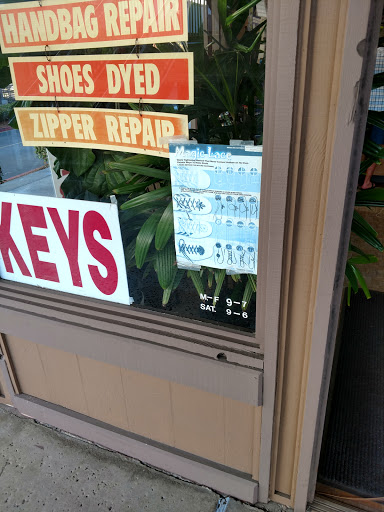 HANDBAG REPAIR
SHOES DYED
ZIPPER REPAIR
Magic Lace
KEYS
M-F 9-7
SAT. 9-6